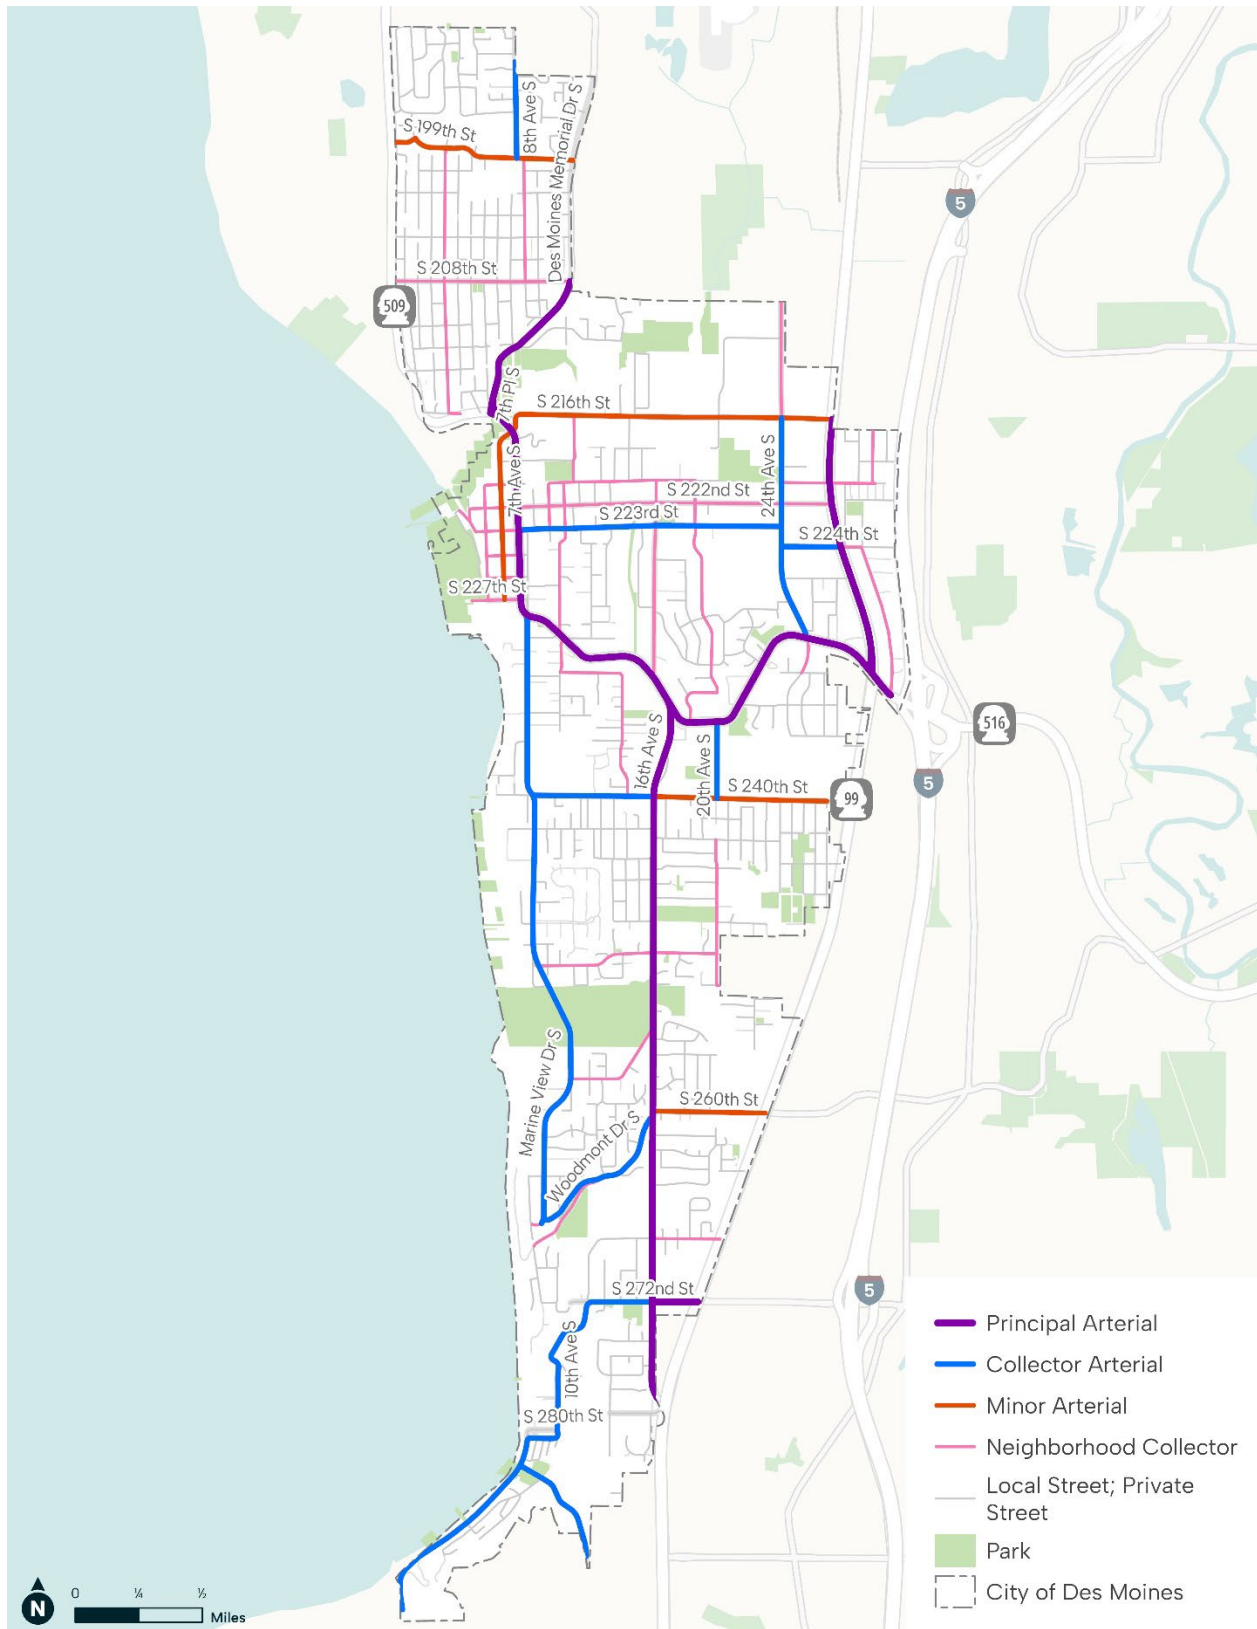 8th Ave S
S 199th St
Des Moines Memorial Dr S
5
S 208th St
509
7th Pl S
S 216th St
7th Ave S
24th Ave S
S 222nd St
S 223rd St
S 224th St
S 227th St
16th Ave S
20th Ave S
516
5
S 240th St
99
Marine View Dr S
S 260th St
Woodmont Dr S
S 272nd St
5
10th Ave S
S 280th St
Principal Arterial
Collector Arterial
Minor Arterial
Neighborhood Collector
Local Street; Private
Street
Park
City of Des Moines
N
0 ¼ ½
Miles